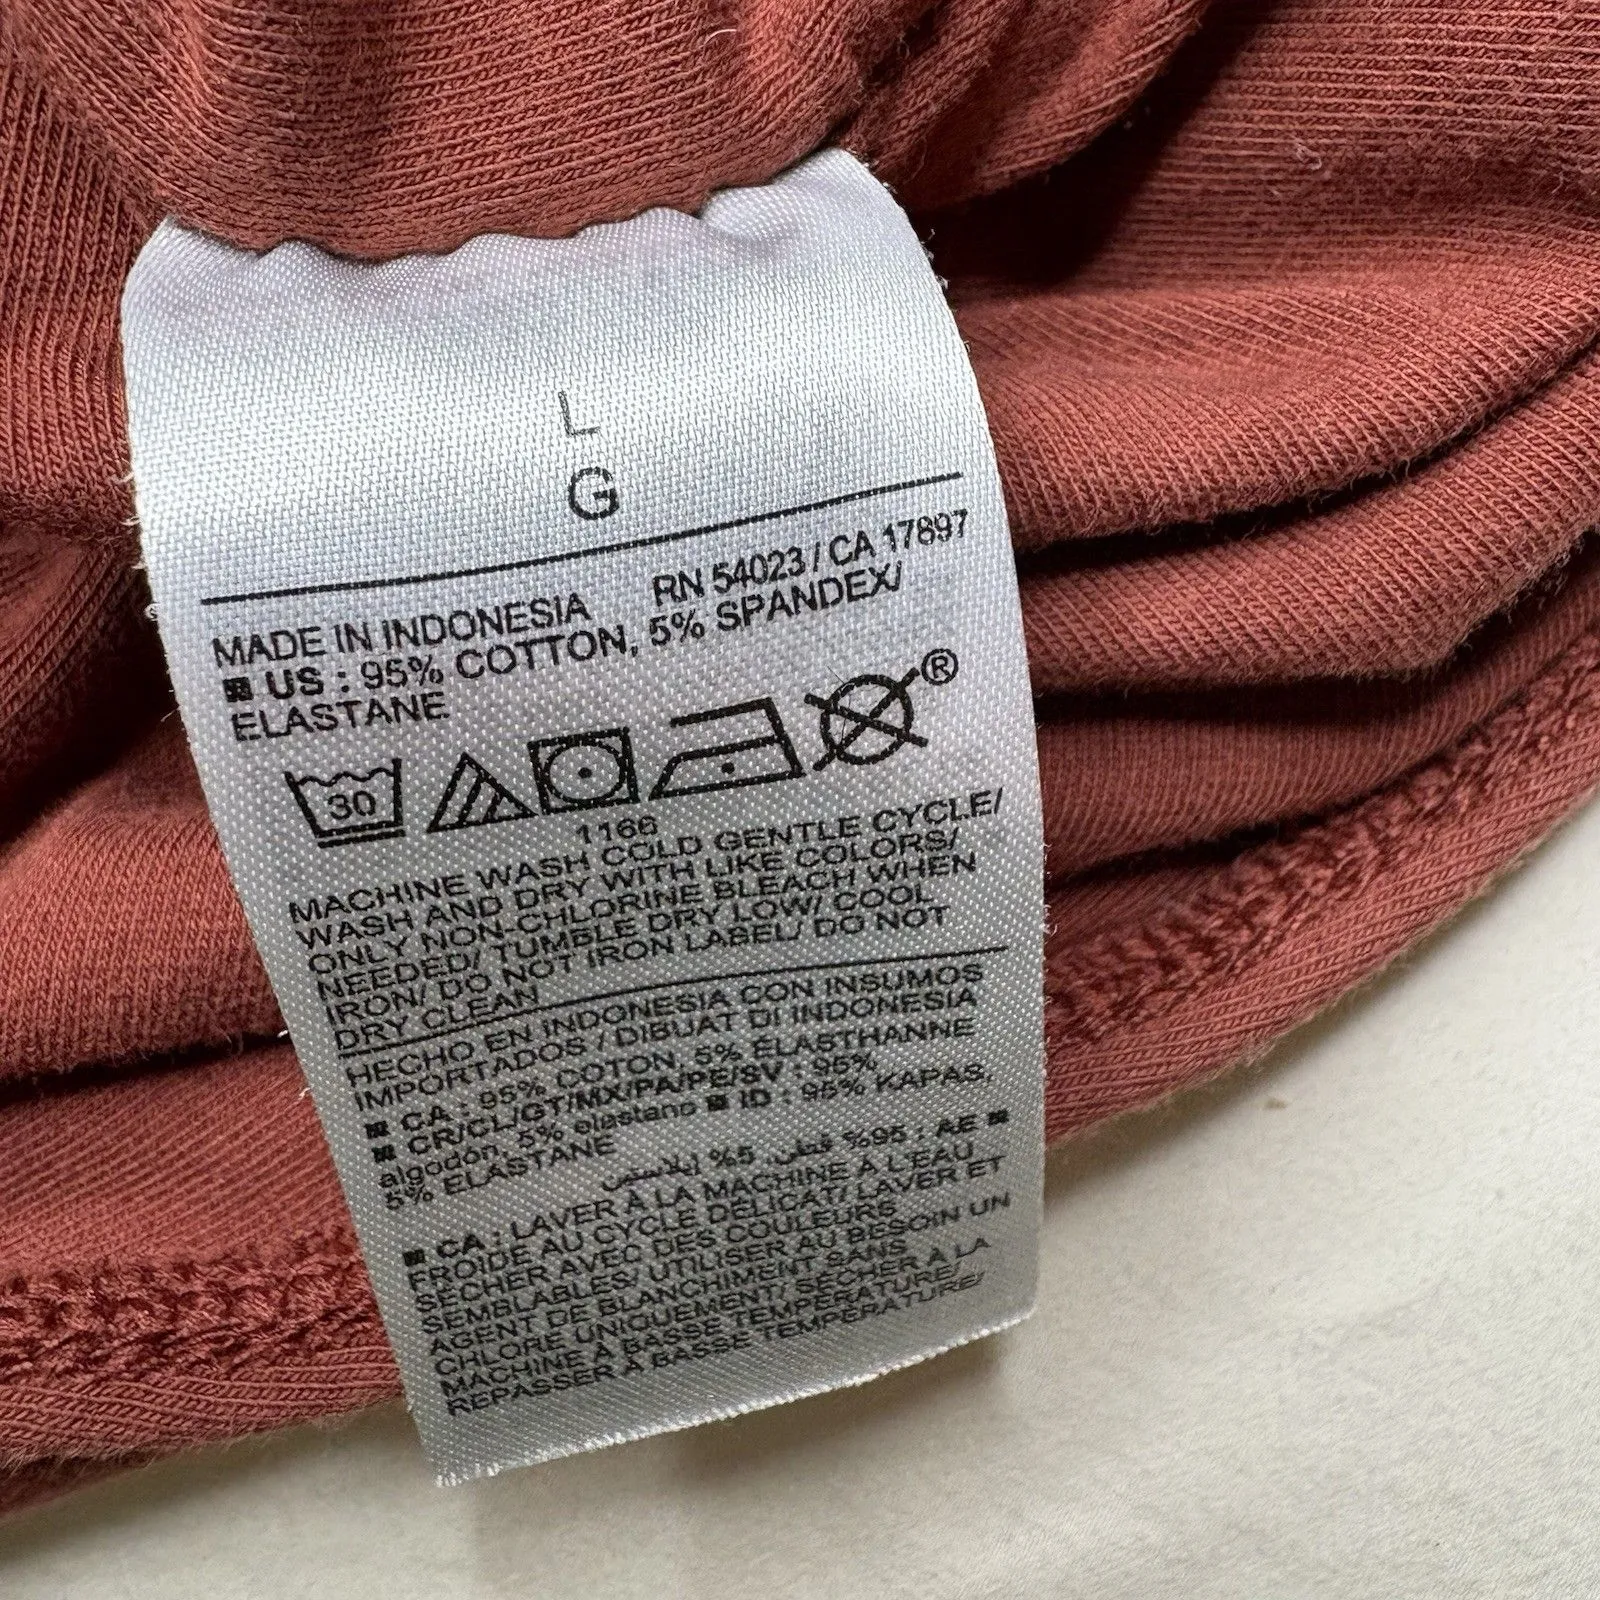 L
G
RN 54023 / CA 17897
MADE IN INDONESIA
US : 95% COTTON, 5% SPANDEX/
ELASTANE
30
®
1166
MACHINE WASH COLD GENTLE CYCLE/
WASH AND DRY WITH LIKE COLORS/
ONLY NON-CHLORINE BLEACH WHEN
NEEDED/ TUMBLE DRY LOW/ COOL
IRON/ DO NOT IRON LABEL/ DO NOT
DRY CLEAN
HECHO EN INDONESIA CON INSUMOS
IMPORTADOS / DIBUAT DI INDONESIA
CA : 95% COTON, 5% ÉLASTHANNE
CR/CL/GT/MX/PA/PE/SV : 95%
algodón, 5% elastano ID : 95% KAPAS,
5% ELASTANE
AE : %95 قطن، 5% إيلاستين
CA : LAVER À LA MACHINE À L'EAU
FROIDE AU CYCLE DÉLICAT/ LAVER ET
SÉCHER AVEC DES COULEURS
SEMBLABLES/ UTILISER AU BESOIN UN
AGENT DE BLANCHIMENT SANS
CHLORE UNIQUEMENT/ SÉCHER À LA
MACHINE À BASSE TEMPÉRATURE/
REPASSER À BASSE TEMPÉRATURE/